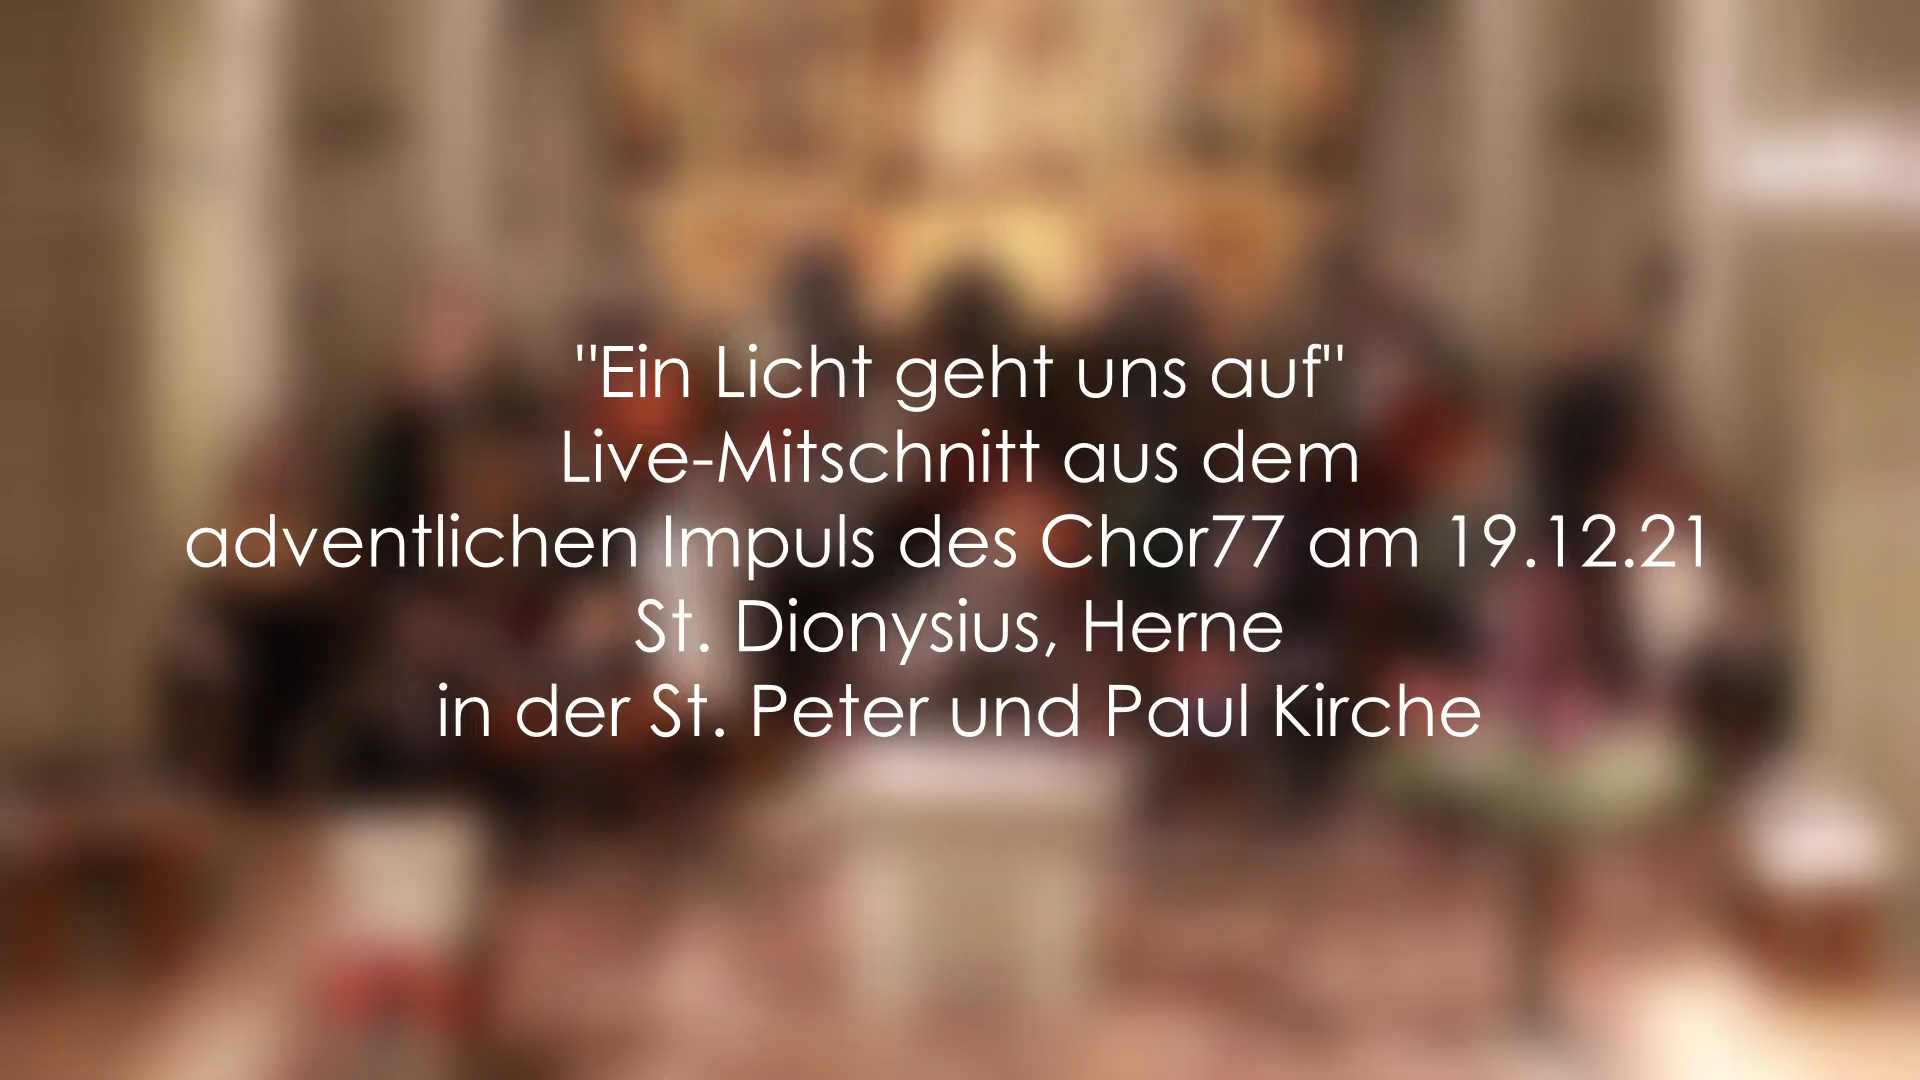 "Ein Licht geht uns auf"
Live-Mitschnitt aus dem
adventlichen Impuls des Chor77 am 19.12.21
St. Dionysius, Herne
in der St. Peter und Paul Kirche